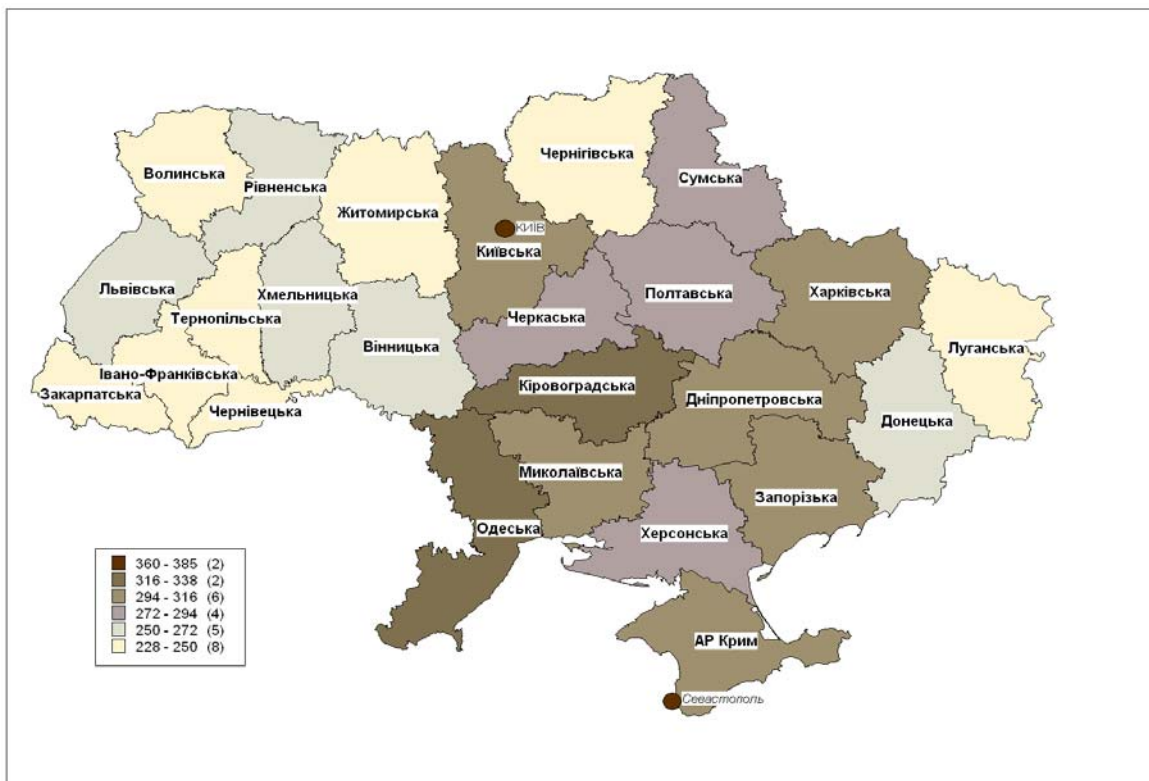 Чернігівська
Волинська
Сумська
Рівненська
Житомирська
КИЇВ
Київська
Львівська
Хмельницька
Полтавська
Харківська
Тернопільська
Черкаська
Вінницька
Луганська
Івано-Франківська
Закарпатська
Кіровоградська
Дніпропетровська
Чернівецька
Донецька
Миколаївська
Запорізька
Одеська
Херсонська
360 - 385 (2)
316 - 338 (2)
294 - 316 (6)
272 - 294 (4)
250 - 272 (5)
228 - 250 (8)
АР Крим
Севастополь